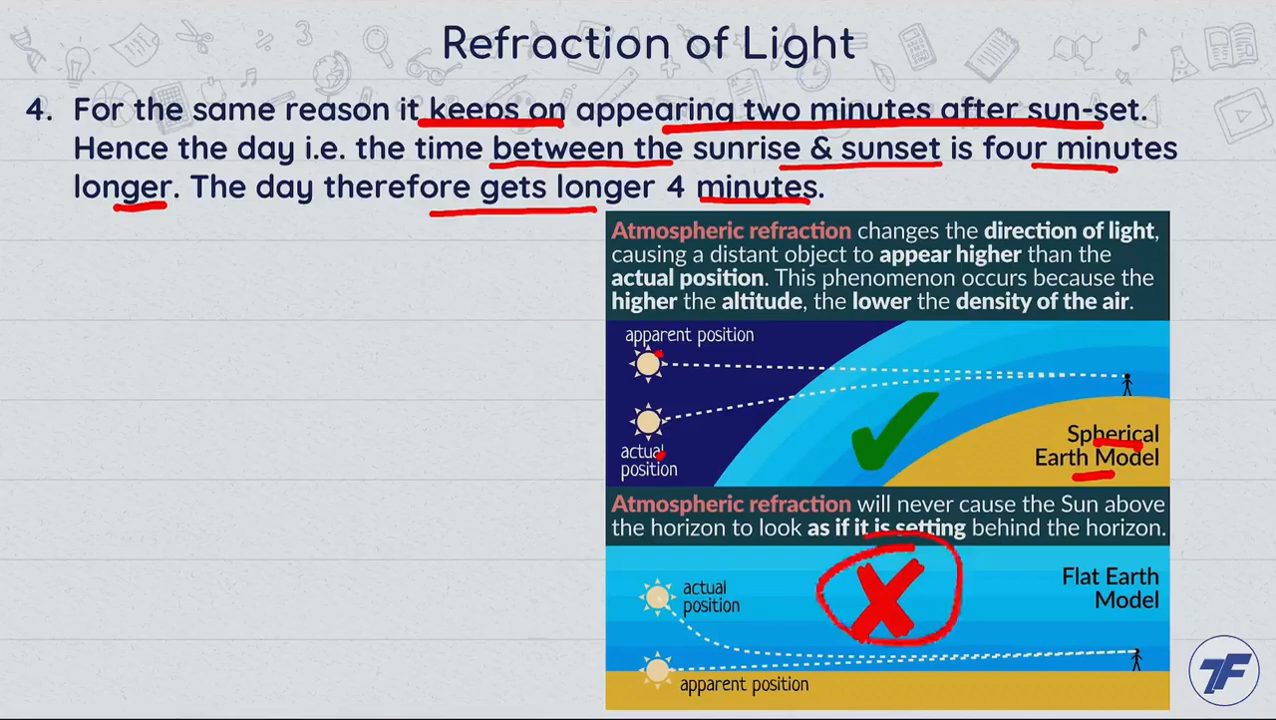 Refraction of Light
4. For the same reason it keeps on appearing two minutes after sun-set.
Hence the day i.e. the time between the sunrise & sunset is four minutes
longer. The day therefore gets longer 4 minutes.
Atmospheric refraction changes the direction of light,
causing a distant object to appear higher than the
actual position. This phenomenon occurs because the
higher the altitude, the lower the density of the air.
apparent position
actual
position
Spherical
Earth Model
Atmospheric refraction will never cause the Sun above
the horizon to look as if it is setting behind the horizon.
actual
position
Flat Earth
Model
apparent position